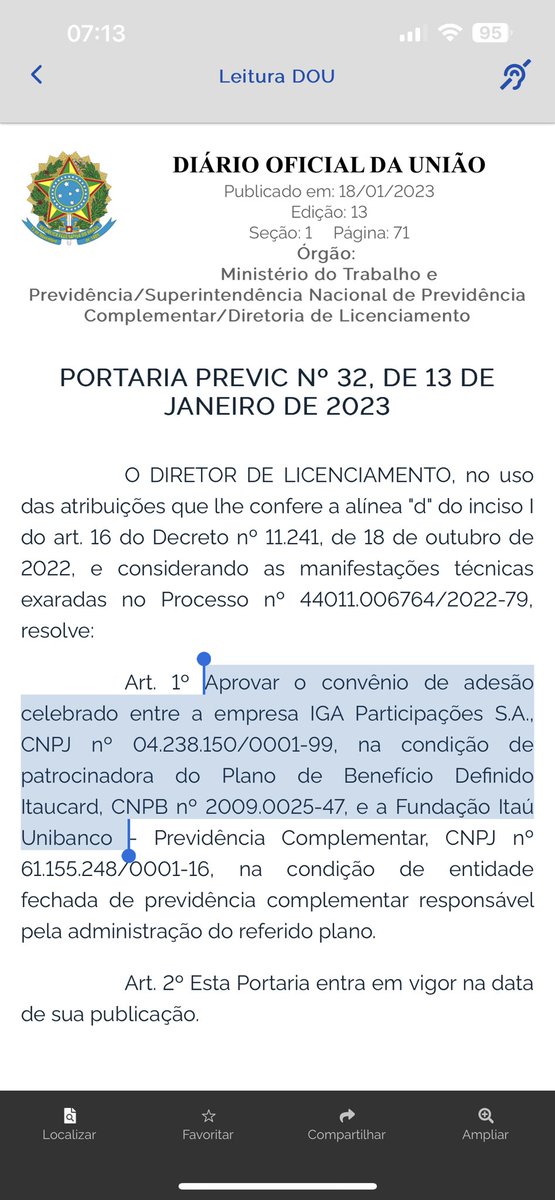 07:13
95
Leitura DOU
DIÁRIO OFICIAL DA UNIÃO
Publicado em: 18/01/2023
Edição: 13
Seção: 1 Página: 71
Órgão:
Ministério do Trabalho e
Previdência/Superintendência Nacional de Previdência
Complementar/Diretoria de Licenciamento
PORTARIA PREVIC Nº 32, DE 13 DE
JANEIRO DE 2023
O DIRETOR DE LICENCIAMENTO, no uso
das atribuições que lhe confere a alínea "d" do inciso I
do art. 16 do Decreto nº 11.241, de 18 de outubro de
2022, e considerando as manifestações técnicas
exaradas no Processo nº 44011.006764/2022-79,
resolve:
Art. 1º Aprovar o convênio de adesão
celebrado entre a empresa IGA Participações S.A.,
CNPJ nº 04.238.150/0001-99, na condição de
patrocinadora do Plano de Benefício Definido
Itaucard, CNPB nº 2009.0025-47, e a Fundação Itaú
Unibanco - Previdência Complementar, CNPJ nº
61.155.248/0001-16, na condição de entidade
fechada de previdência complementar responsável
pela administração do referido plano.
Art. 2º Esta Portaria entra em vigor na data
de sua publicação.
Localizar Favoritar Compartilhar Ampliar